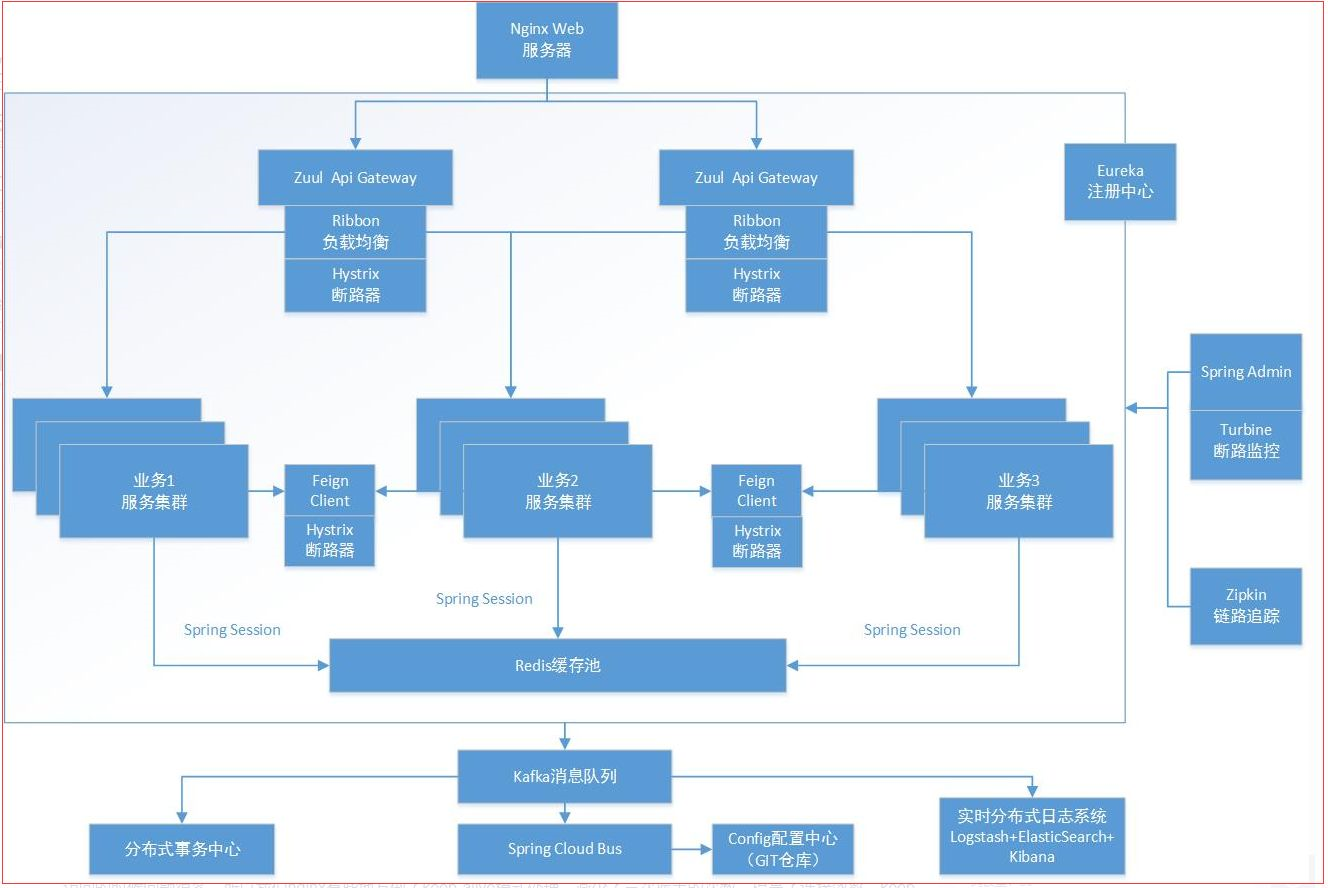 Nginx Web
服务器
Zuul Api Gateway
Zuul Api Gateway
Eureka
注册中心
Ribbon
负载均衡
Ribbon
负载均衡
Hystrix
断路器
Hystrix
断路器
Spring Admin
Turbine
断路监控
业务1
服务集群
Feign
Client
业务2
服务集群
Feign
Client
业务3
服务集群
Hystrix
断路器
Hystrix
断路器
Zipkin
链路追踪
Spring Session
Spring Session
Spring Session
Redis缓存池
Kafka消息队列
分布式事务中心
Spring Cloud Bus
Config配置中心
（GIT仓库）
实时分布式日志系统
Logstash+ElasticSearch+
Kibana